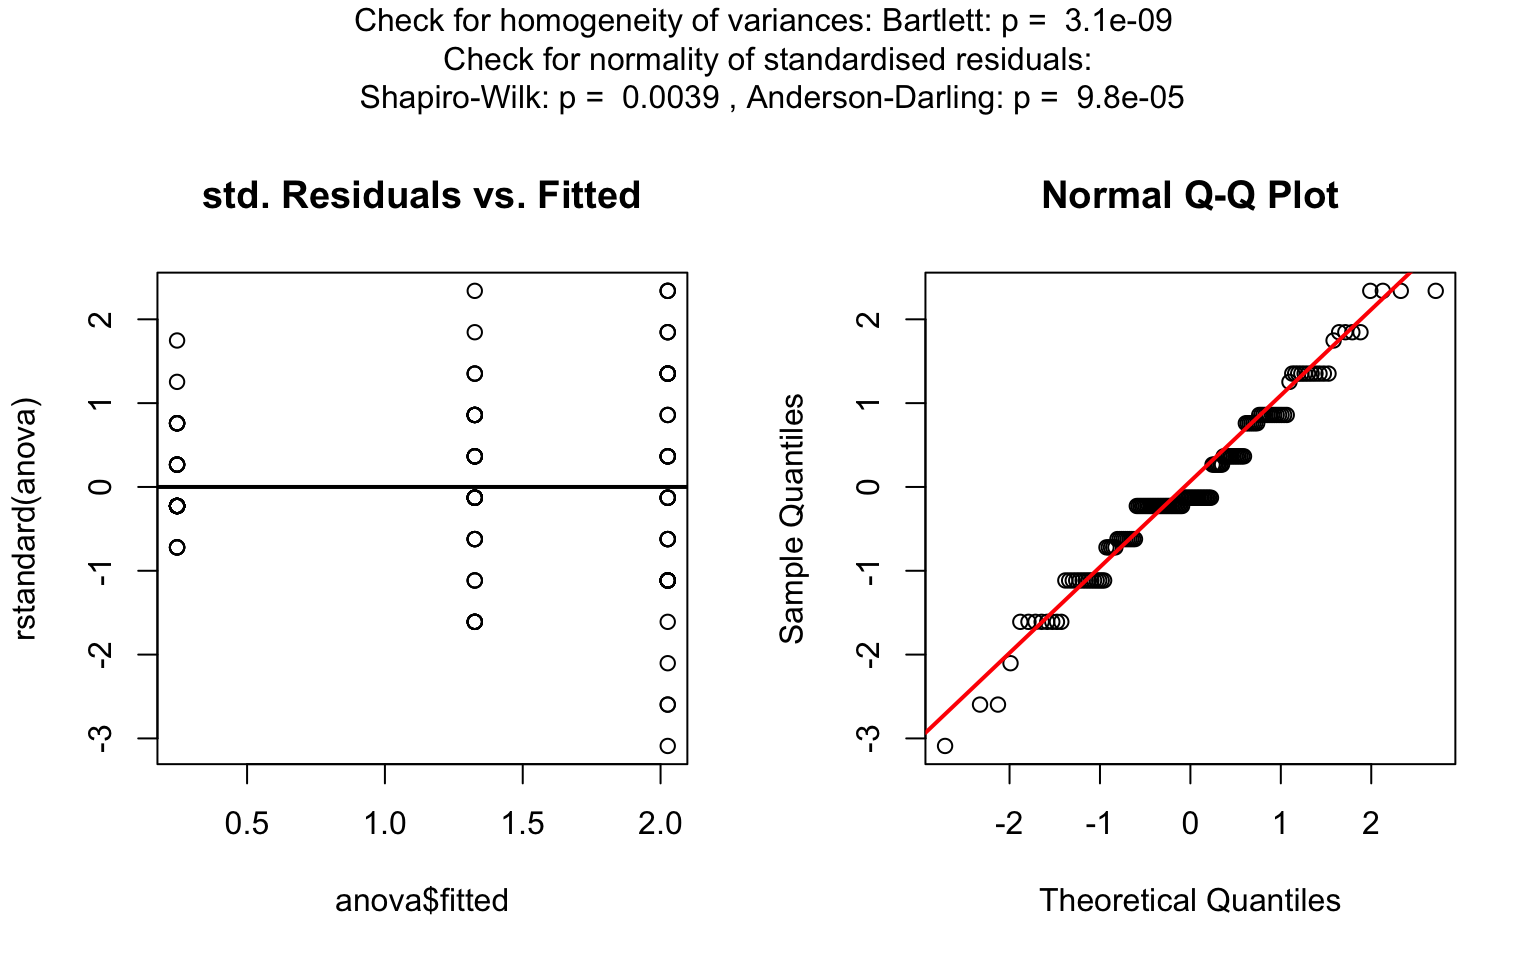 Check for homogeneity of variances: Bartlett: p =  3.1e-09
Check for normality of standardised residuals:
Shapiro-Wilk: p =  0.0039 , Anderson-Darling: p =  9.8e-05
std. Residuals vs. Fitted
rstandard(anova)
2
1
0
-1
-2
-3
0.5 1.0 1.5 2.0
anova$fitted
Normal Q-Q Plot
Sample Quantiles
2
1
0
-1
-2
-3
-2 -1 0 1 2
Theoretical Quantiles